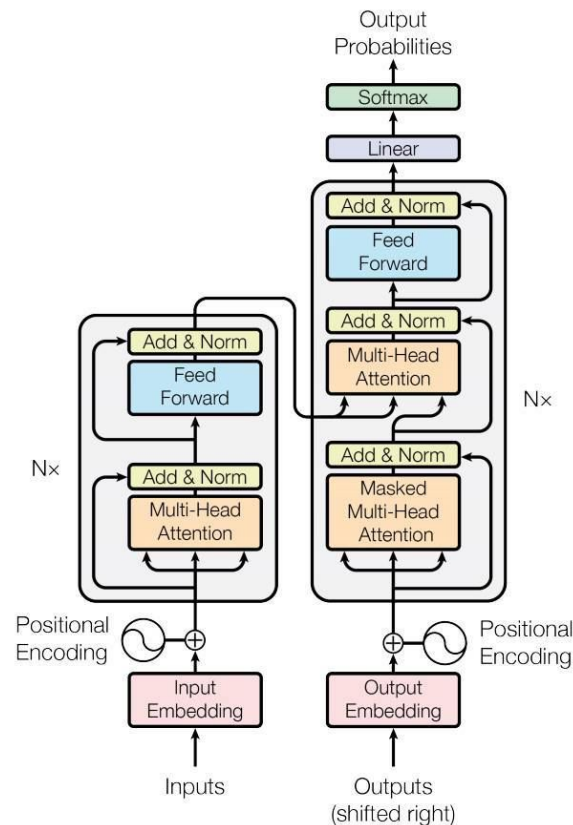 Output
Probabilities
Softmax
Linear
Add & Norm
Feed
Forward
Add & Norm
Multi-Head
Attention
Add & Norm
Masked
Multi-Head
Attention
N×
Add & Norm
Feed
Forward
Add & Norm
Multi-Head
Attention
N×
Positional
Encoding
Positional
Encoding
Input
Embedding
Output
Embedding
Inputs
Outputs
(shifted right)